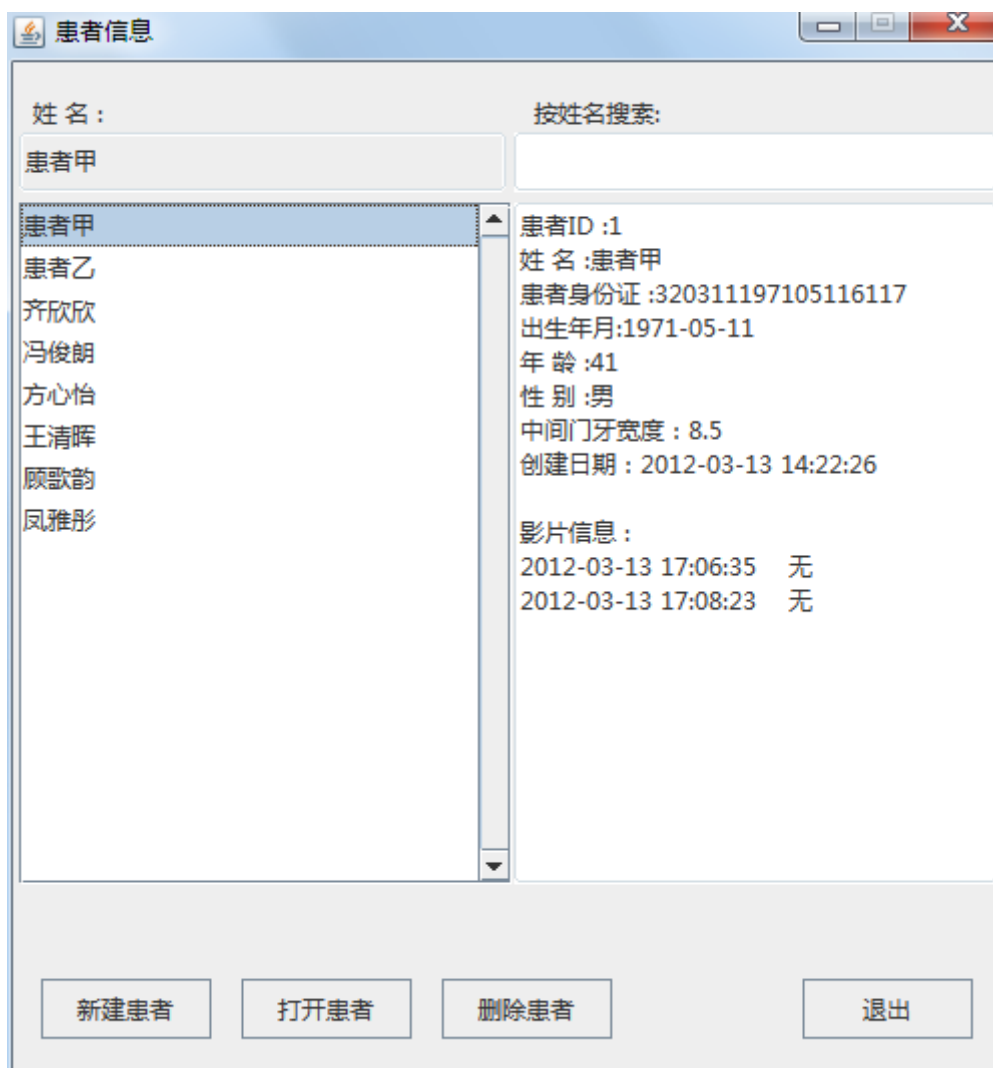 患者信息
姓 名：
按姓名搜索:
患者甲
患者甲
患者乙
齐欣欣
冯俊朗
方心怡
王清晖
顾歌韵
凤雅彤
患者ID :1
姓 名 :患者甲
患者身份证 :320311197105116117
出生年月:1971-05-11
年 龄 :41
性 别 :男
中间门牙宽度：8.5
创建日期：2012-03-13 14:22:26
影片信息：
2012-03-13 17:06:35 无
2012-03-13 17:08:23 无
新建患者
打开患者
删除患者
退出